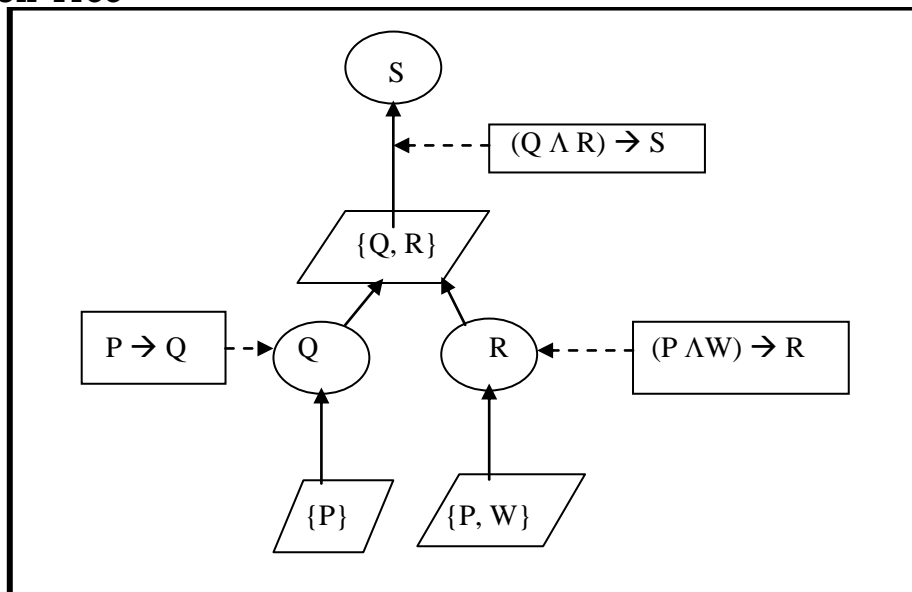 S
(Q Λ R) → S
{Q, R}
P → Q
Q
R
(P ΛW) → R
{P}
{P, W}